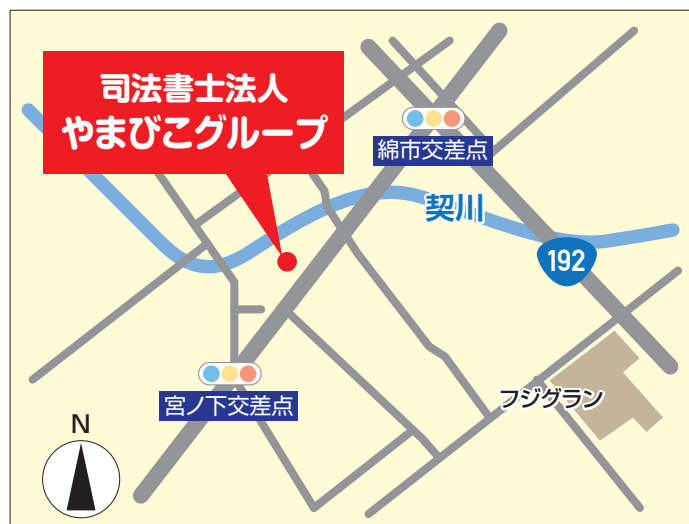 司法書士法人
やまびこグループ
綿市交差点
契川
192
フジグラン
宮ノ下交差点
N